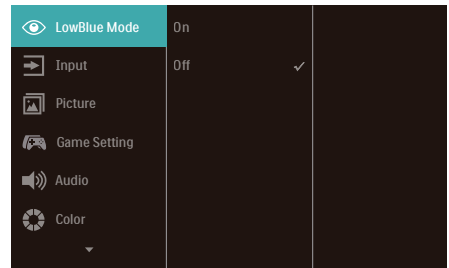 LowBlue Mode
On
Input
Off
Picture
Game Setting
Audio
Color